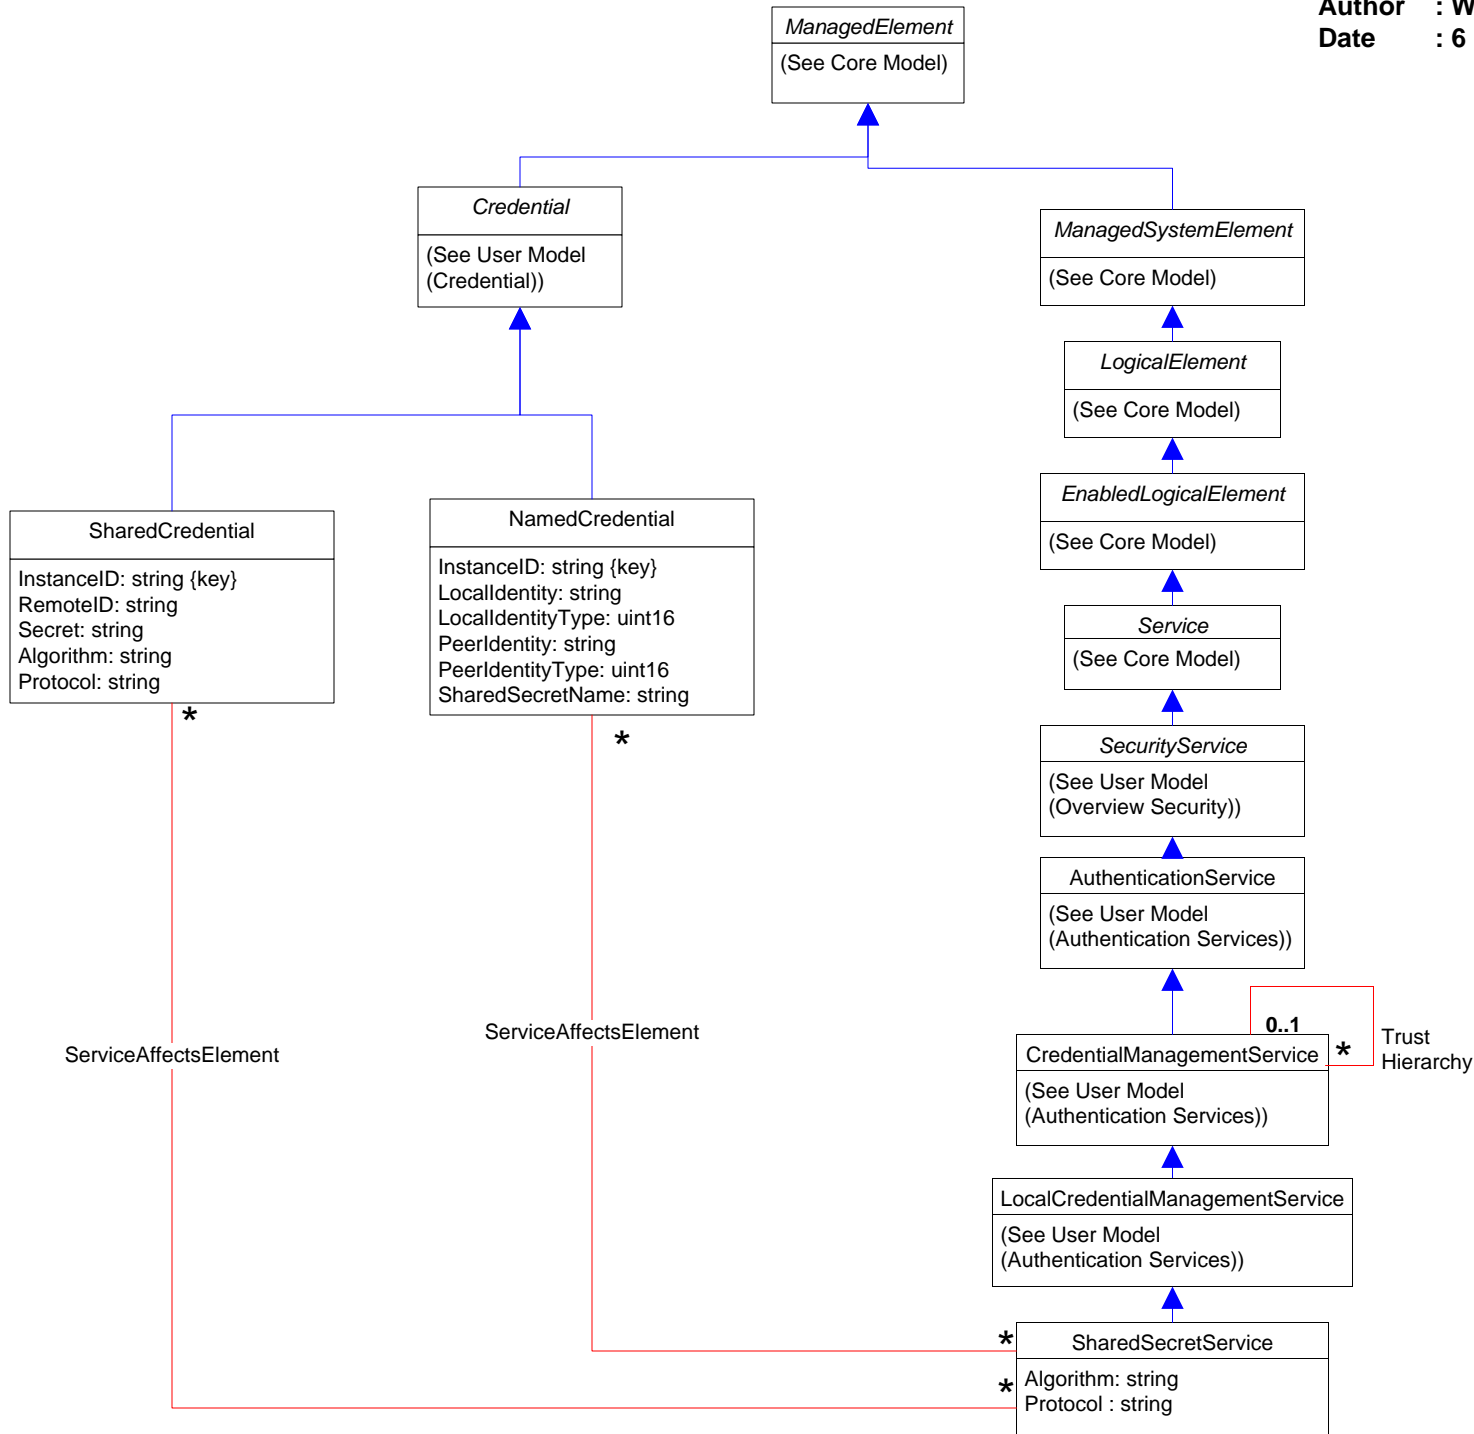 Author : W
Date : 6
ManagedElement
(See Core Model)
Credential
(See User Model
(Credential))
ManagedSystemElement
(See Core Model)
LogicalElement
(See Core Model)
EnabledLogicalElement
(See Core Model)
SharedCredential
InstanceID: string {key}
RemoteID: string
Secret: string
Algorithm: string
Protocol: string
*
NamedCredential
InstanceID: string {key}
LocalIdentity: string
LocalIdentityType: uint16
PeerIdentity: string
PeerIdentityType: uint16
SharedSecretName: string
*
Service
(See Core Model)
SecurityService
(See User Model
(Overview Security))
AuthenticationService
(See User Model
(Authentication Services))
ServiceAffectsElement
ServiceAffectsElement
0..1
*
Trust
Hierarchy
CredentialManagementService
(See User Model
(Authentication Services))
LocalCredentialManagementService
(See User Model
(Authentication Services))
*
*
SharedSecretService
Algorithm: string
Protocol : string